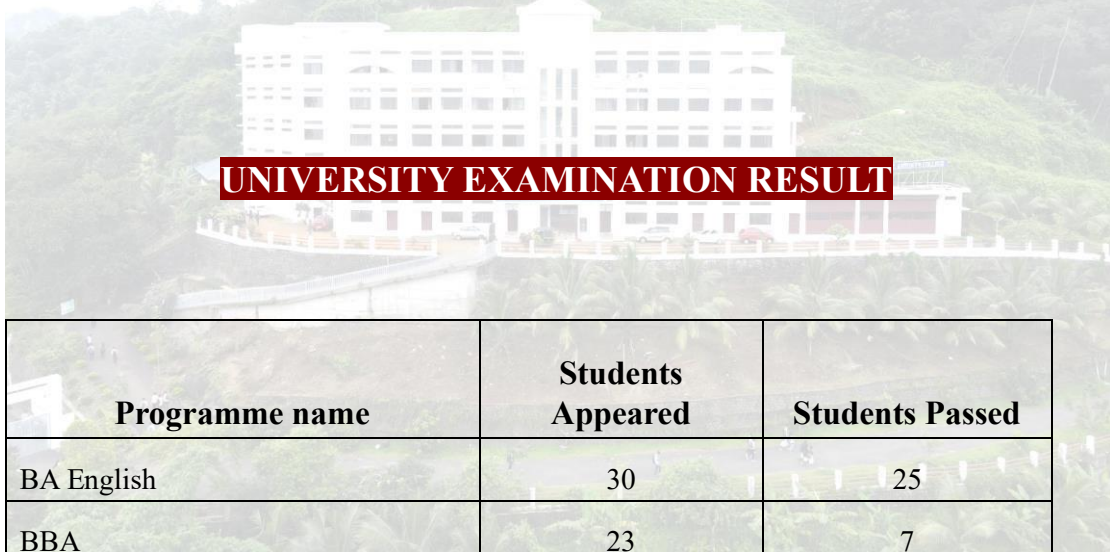 UNIVERSITY EXAMINATION RESULT
Programme name Students Appeared Students Passed
BA English 30 25
BBA 23 7